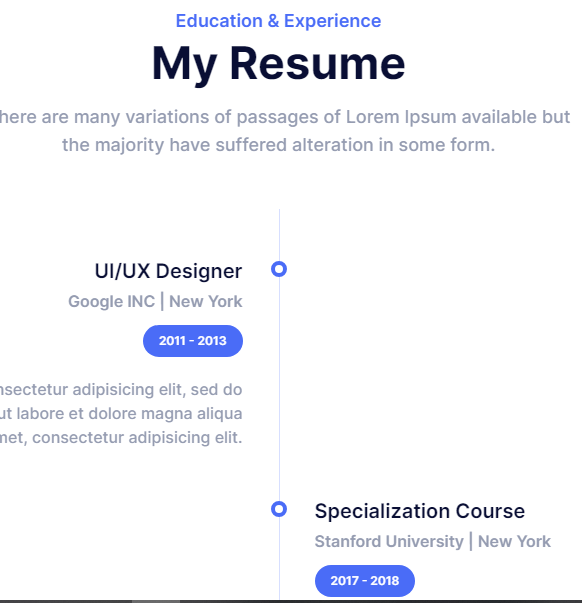 Education & Experience
My Resume
here are many variations of passages of Lorem Ipsum available but
the majority have suffered alteration in some form.
UI/UX Designer
Google INC | New York
2011 - 2013
nsectetur adipisicing elit, sed do
ut labore et dolore magna aliqua
met, consectetur adipisicing elit.
Specialization Course
Stanford University | New York
2017 - 2018